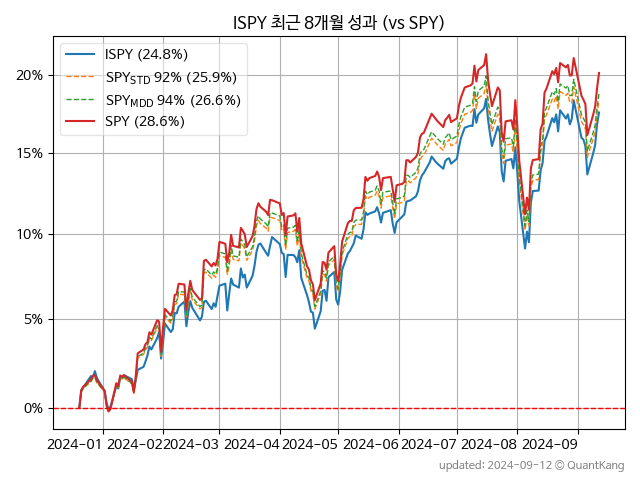 ISPY 최근 8개월 성과 (vs SPY)
ISPY (24.8%)
SPY_STD 92% (25.9%)
SPY_MDD 94% (26.6%)
SPY (28.6%)
20%
15%
10%
5%
0%
2024-01 2024-02 2024-03 2024-04 2024-05 2024-06 2024-07 2024-08 2024-09
updated: 2024-09-12 © QuantKang